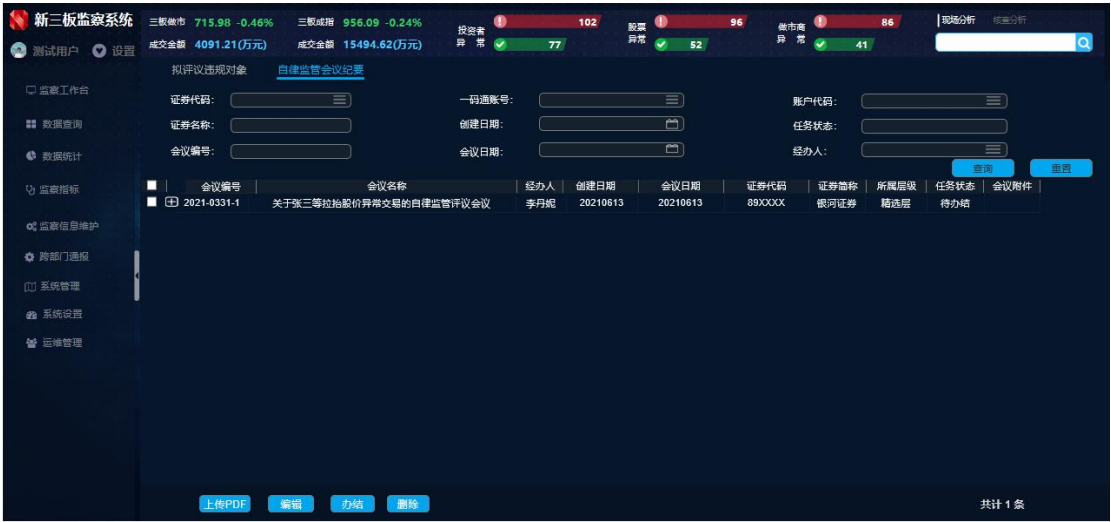 新三板监察系统
三板做市 715.98 -0.46% 三板成指 956.09 -0.24%
成交金额 4091.21(万元) 成交金额 15494.62(万元)
投资者异常 102 77
股票异常 96 52
做市商异常 86 41
现场分析 核查分析
测试用户 设置
拟评议违规对象 自律监管会议纪要
监察工作台
数据查询
数据统计
监察指标
监察信息维护
跨部门通报
系统管理
系统设置
运维管理
证券代码: 一码通账号: 账户代码:
证券名称: 创建日期: 任务状态:
会议编号: 会议日期: 经办人:
查询 重置
会议编号 会议名称 经办人 创建日期 会议日期 证券代码 证券简称 所属层级 任务状态 会议附件
2021-0331-1 关于张三等拉抬股价异常交易的自律监管评议会议 李丹妮 20210613 20210613 89XXXX 银河证券 精选层 待办结
上传PDF 编辑 办结 删除 共计 1 条